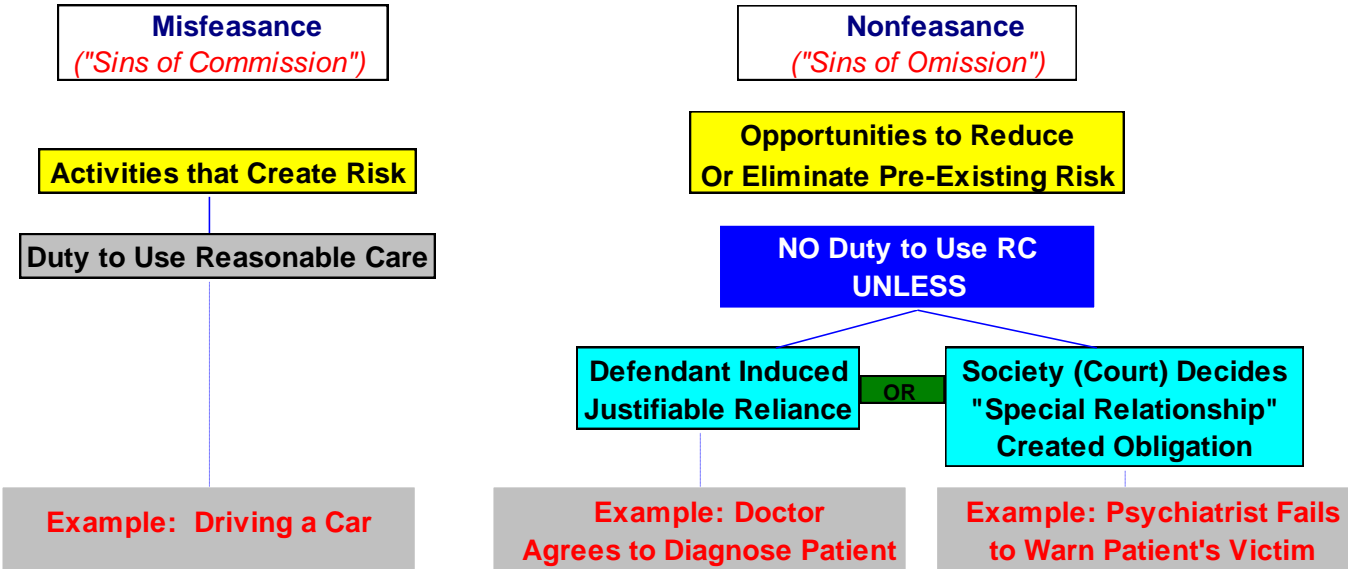 Misfeasance
("Sins of Commission")
Activities that Create Risk
Duty to Use Reasonable Care
Example: Driving a Car
Nonfeasance
("Sins of Omission")
Opportunities to Reduce
Or Eliminate Pre-Existing Risk
NO Duty to Use RC
UNLESS
Defendant Induced
Justifiable Reliance
OR
Society (Court) Decides
"Special Relationship"
Created Obligation
Example: Doctor
Agrees to Diagnose Patient
Example: Psychiatrist Fails
to Warn Patient's Victim